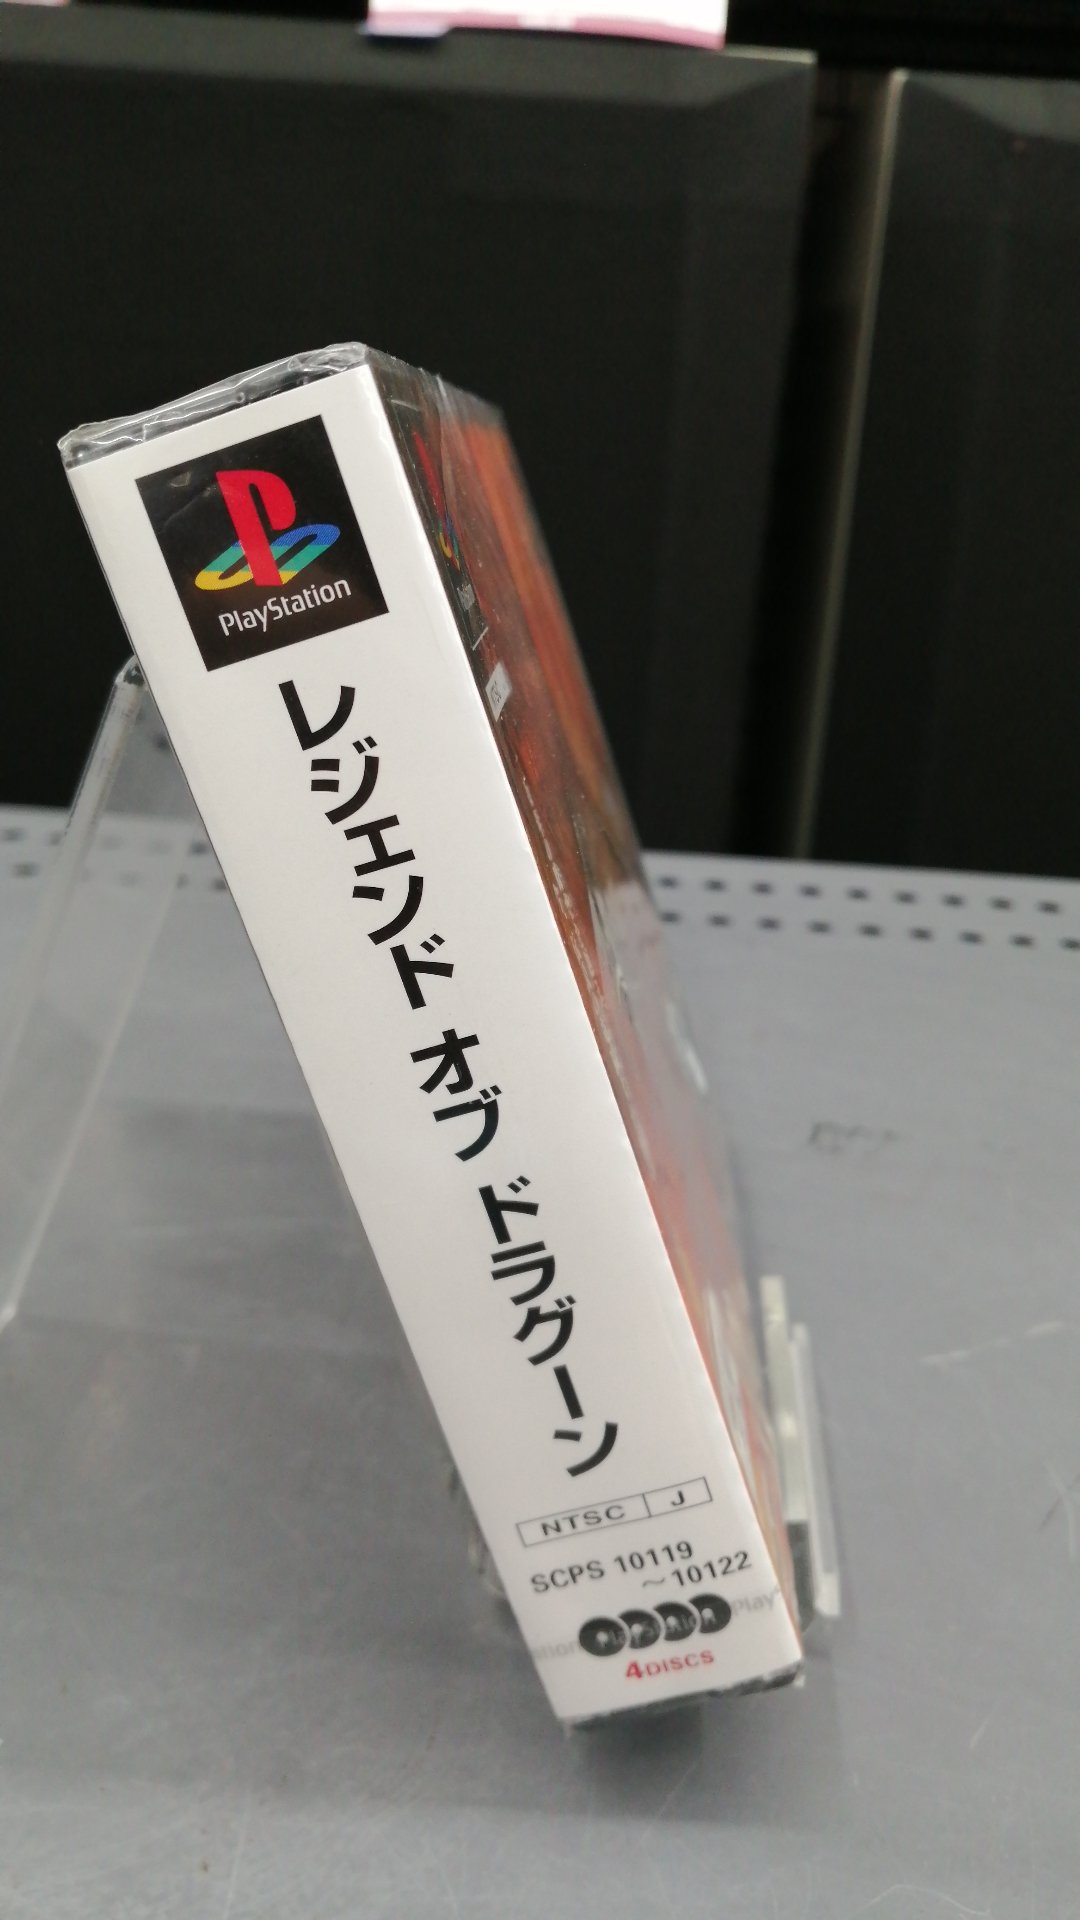 PlayStation
レジェンド オブ ドラグーン
NTSC J
SCPS 10119
～10122
4DISCS